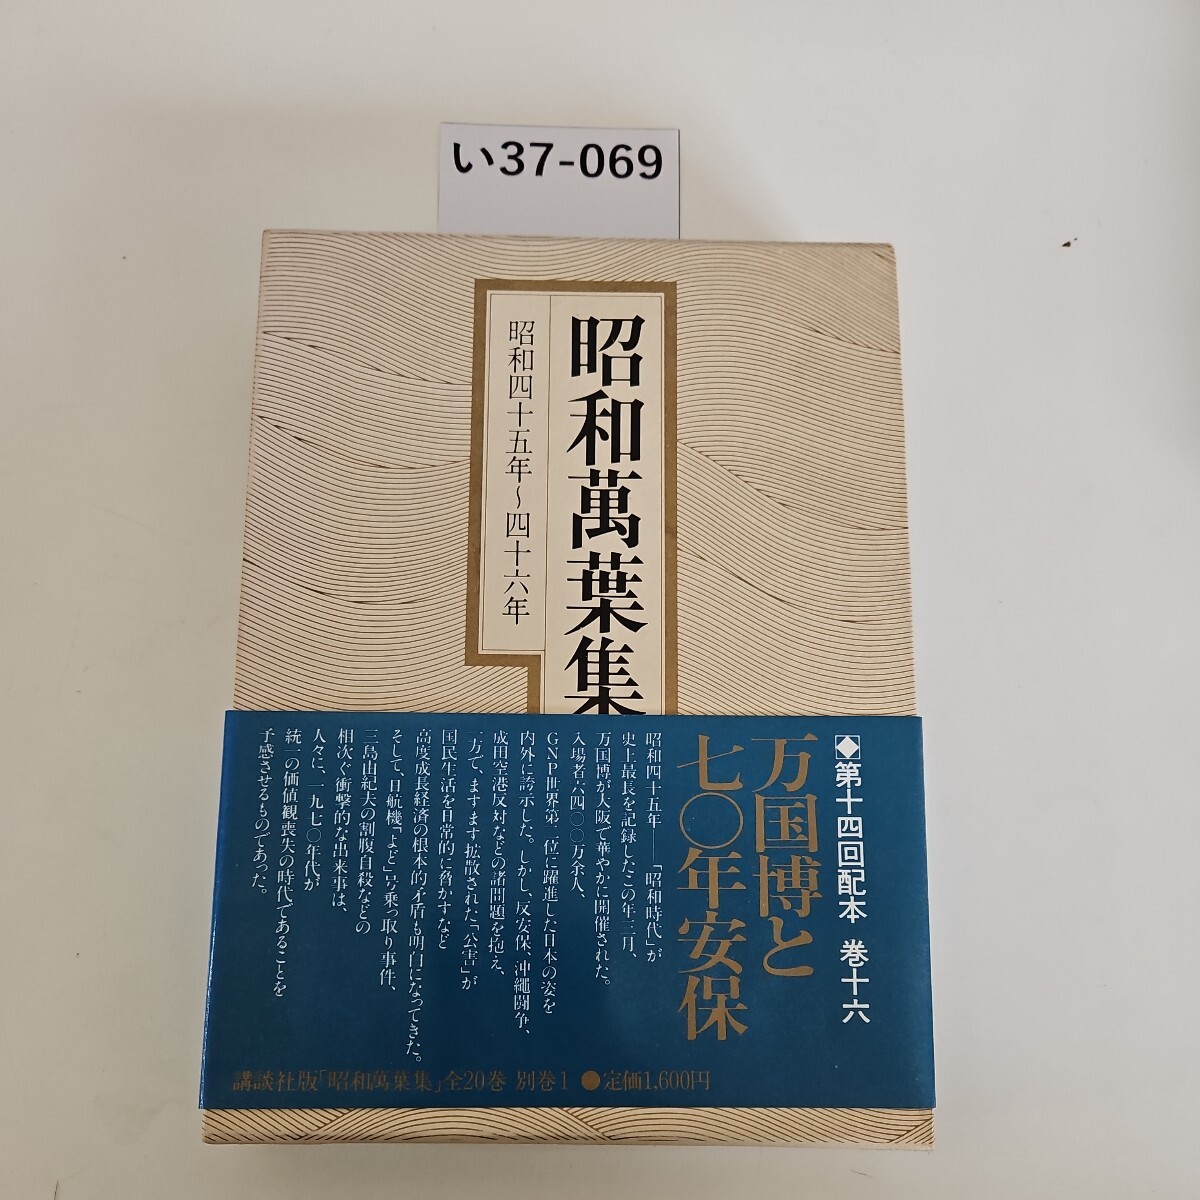 い37-069
昭和萬葉集
昭和四十五年〜四十六年
◆第十四回配本 巻十六
万国博と
七〇年安保
昭和四十五年――「昭和時代」が
史上最長を記録したこの年三月、
万国博が大阪で華やかに開催された。
入場者六四〇〇万余人、
GNP世界第二位に躍進した日本の姿を
内外に誇示した。しかし、反安保、沖縄闘争、
成田空港反対などの諸問題を抱え、
一方で、ますます拡散された「公害」が
国民生活を日常的に脅かすなど
高度成長経済の根本的矛盾も明白になってきた。
そして、日航機「よど」号乗っ取り事件、
三島由紀夫の割腹自殺などの
相次ぐ衝撃的な出来事は、
人々に、一九七〇年代が
統一の価値観喪失の時代であることを
予感させるものであった。
講談社版「昭和萬葉集」全20巻 別巻1 ●定価1,600円